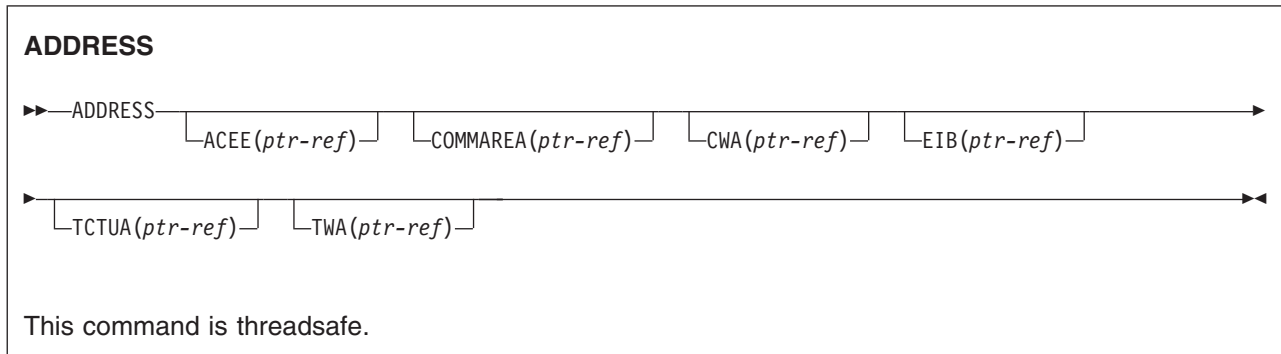 ADDRESS
ADDRESS
ACEE(ptr-ref) COMMAREA(ptr-ref) CWA(ptr-ref) EIB(ptr-ref)
TCTUA(ptr-ref) TWA(ptr-ref)
This command is threadsafe.